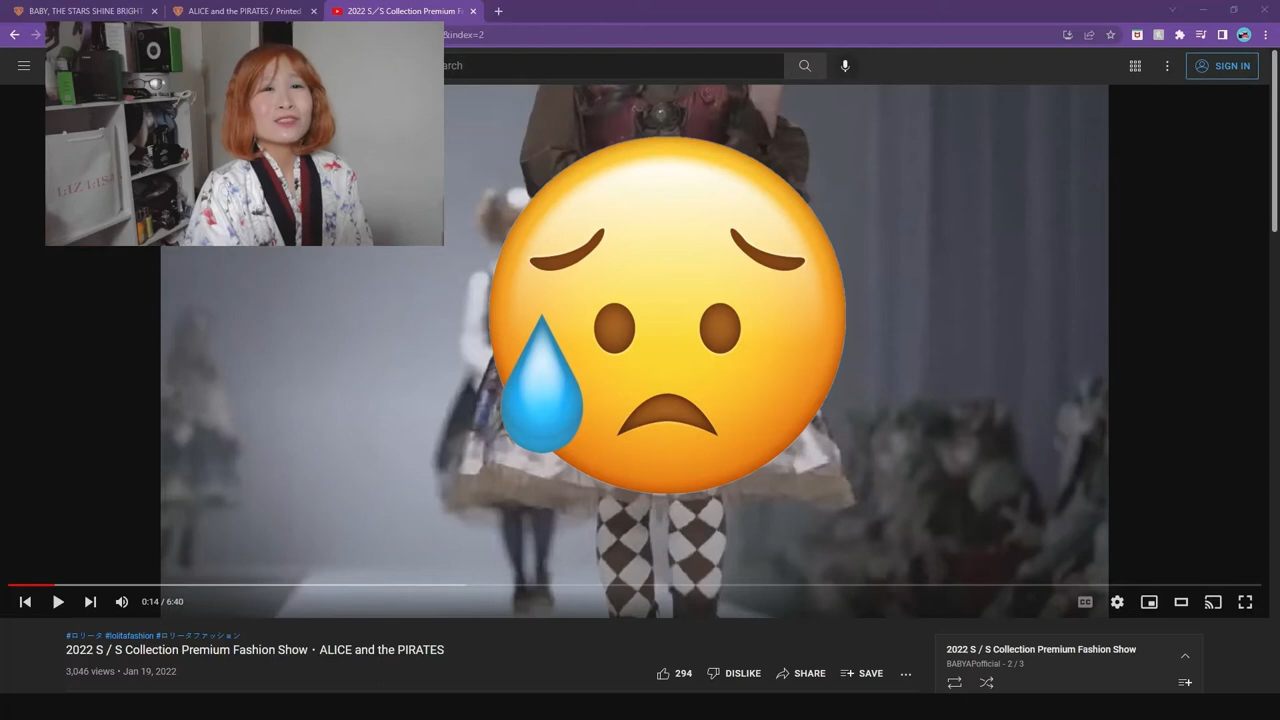 BABY, THE STARS SHINE BRIGHT
ALICE and the PIRATES / Printed
2022 S／S Collection Premium F
&index=2
arch
SIGN IN
LIZ LISA
0:14 / 6:40
CC
#ロリータ #lolitafashion #ロリータファッション
2022 S / S Collection Premium Fashion Show・ALICE and the PIRATES
3,046 views • Jan 19, 2022
294
DISLIKE
SHARE
SAVE
2022 S / S Collection Premium Fashion Show
BABYAPofficial - 2 / 3